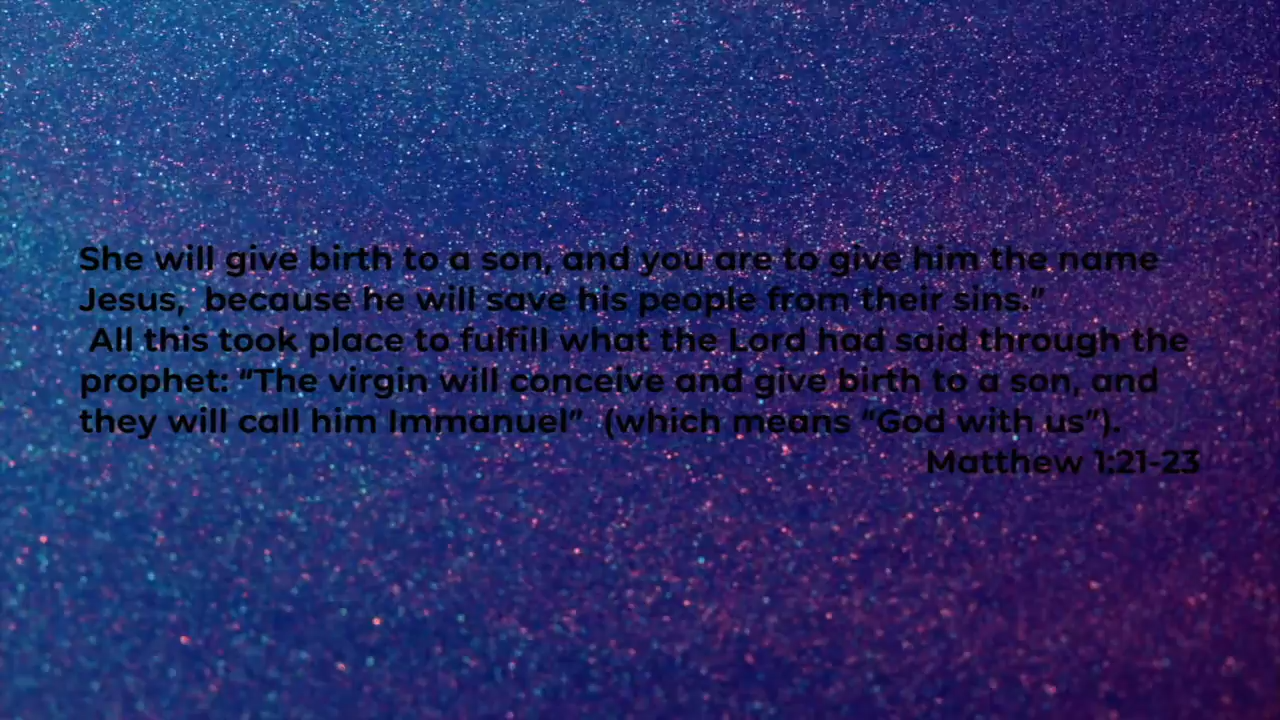 She will give birth to a son, and you are to give him the name
Jesus,  because he will save his people from their sins.”
All this took place to fulfill what the Lord had said through the
prophet: “The virgin will conceive and give birth to a son, and
they will call him Immanuel”  (which means “God with us”).
Matthew 1:21-23